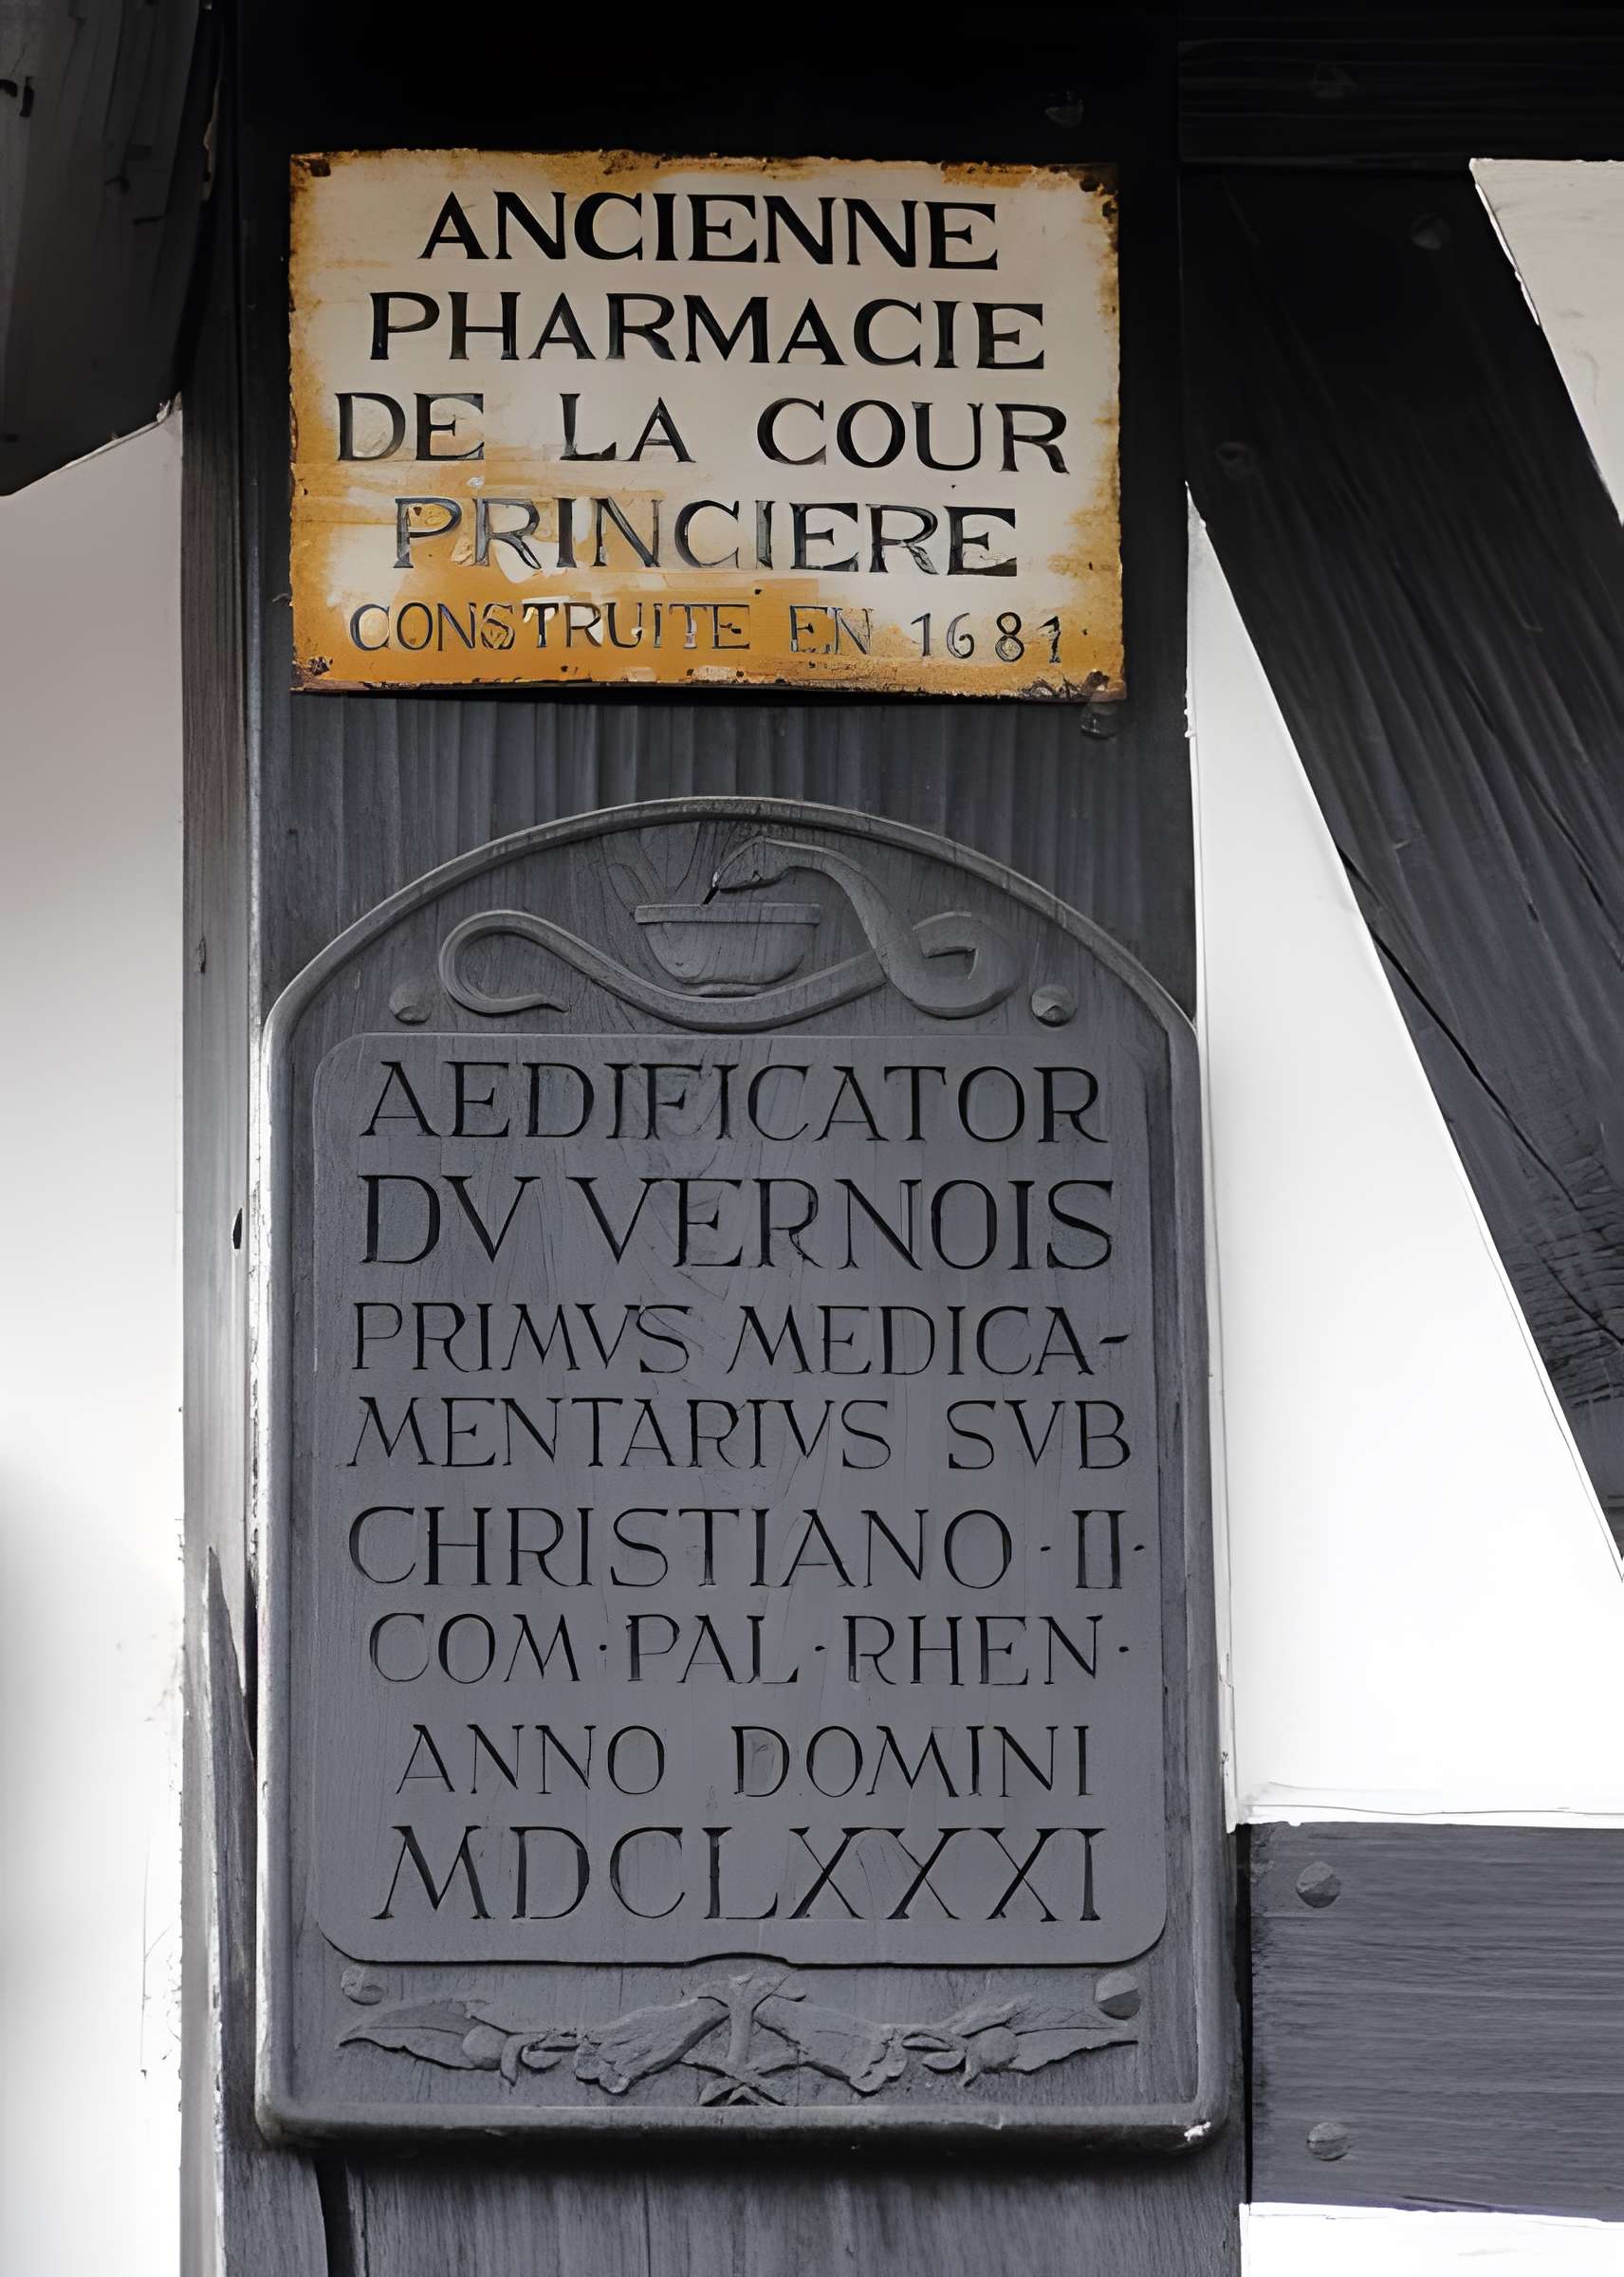 ANCIENNE
PHARMACIE
DE LA COUR
PRINCIERE
CONSTRUITE EN 1681
AEDIFICATOR
DV VERNOIS
PRIMVS MEDICA-
MENTARIVS SVB
CHRISTIANO · II ·
COM · PAL · RHEN ·
ANNO DOMINI
MDCLXXXI